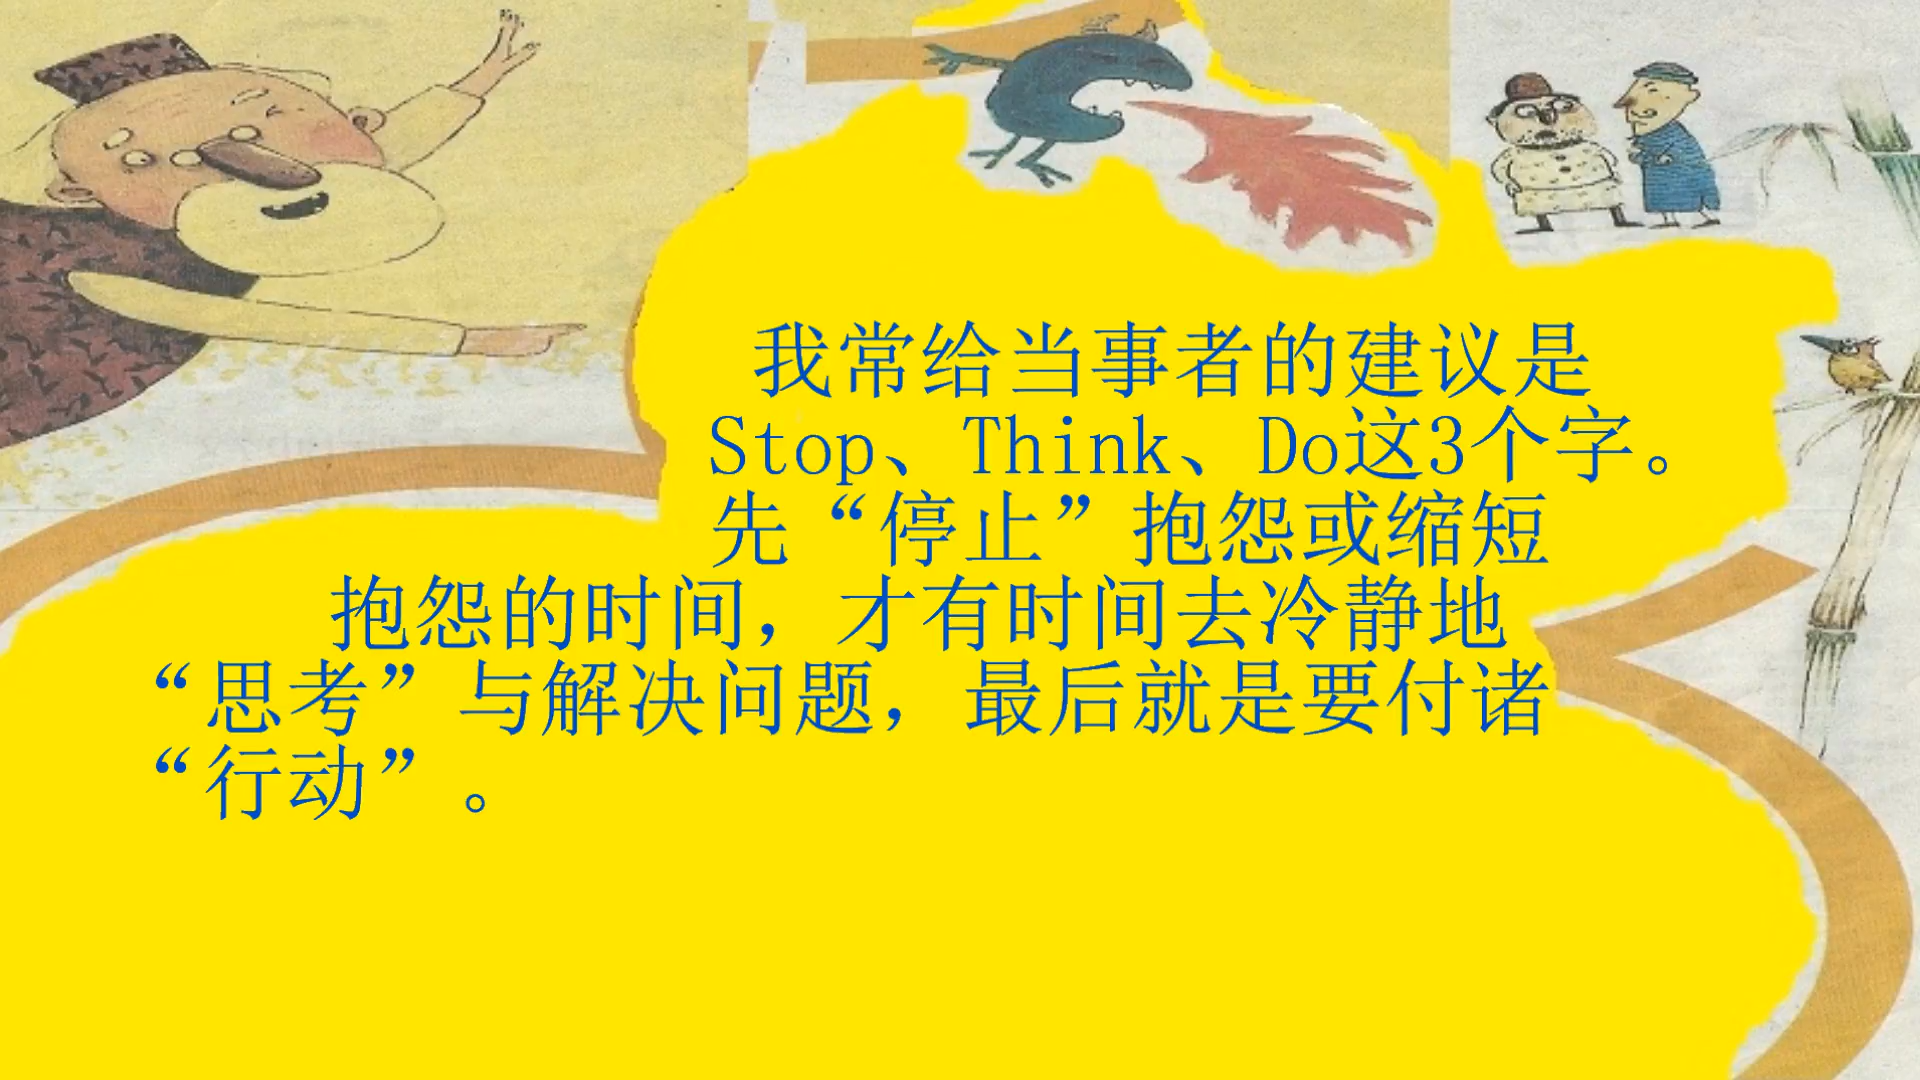 我常给当事者的建议是
Stop、Think、Do这3个字。
先“停止”抱怨或缩短
抱怨的时间，才有时间去冷静地
“思考”与解决问题，最后就是要付诸
“行动”。